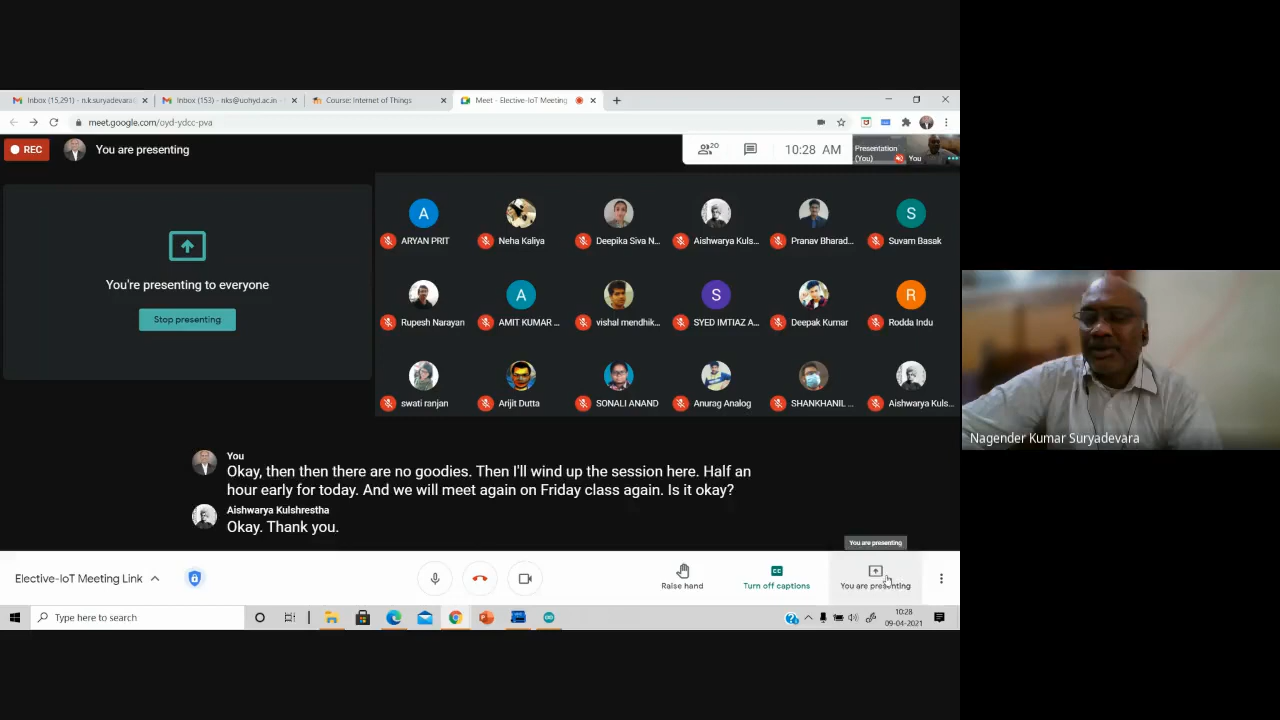 Inbox (15,291) - n.k.suryadevara
Inbox (153) - nks@uohyd.ac.in -
Course: Internet of Things
Meet - Elective-IoT Meeting
meet.google.com/oyd-ydcc-pva
REC
You are presenting
20
10:28 AM
Presentation
(You)
You
You're presenting to everyone
Stop presenting
ARYAN PRIT
Neha Kaliya
Deepika Siva N...
Aishwarya Kuls...
Pranav Bharad...
Suvam Basak
Rupesh Narayan
AMIT KUMAR ...
vishal mendhik...
SYED IMTIAZ A...
Deepak Kumar
Rodda Indu
swati ranjan
Arijit Dutta
SONALI ANAND
Anurag Analog
SHANKHANIL ...
Aishwarya Kuls...
A
S
A
S
R
Nagender Kumar Suryadevara
You
Okay, then then there are no goodies. Then I'll wind up the session here. Half an
hour early for today. And we will meet again on Friday class again. Is it okay?
Aishwarya Kulshrestha
Okay. Thank you.
You are presenting
Elective-IoT Meeting Link
Raise hand
CC
Turn off captions
You are presenting
Type here to search
10:28
09-04-2021